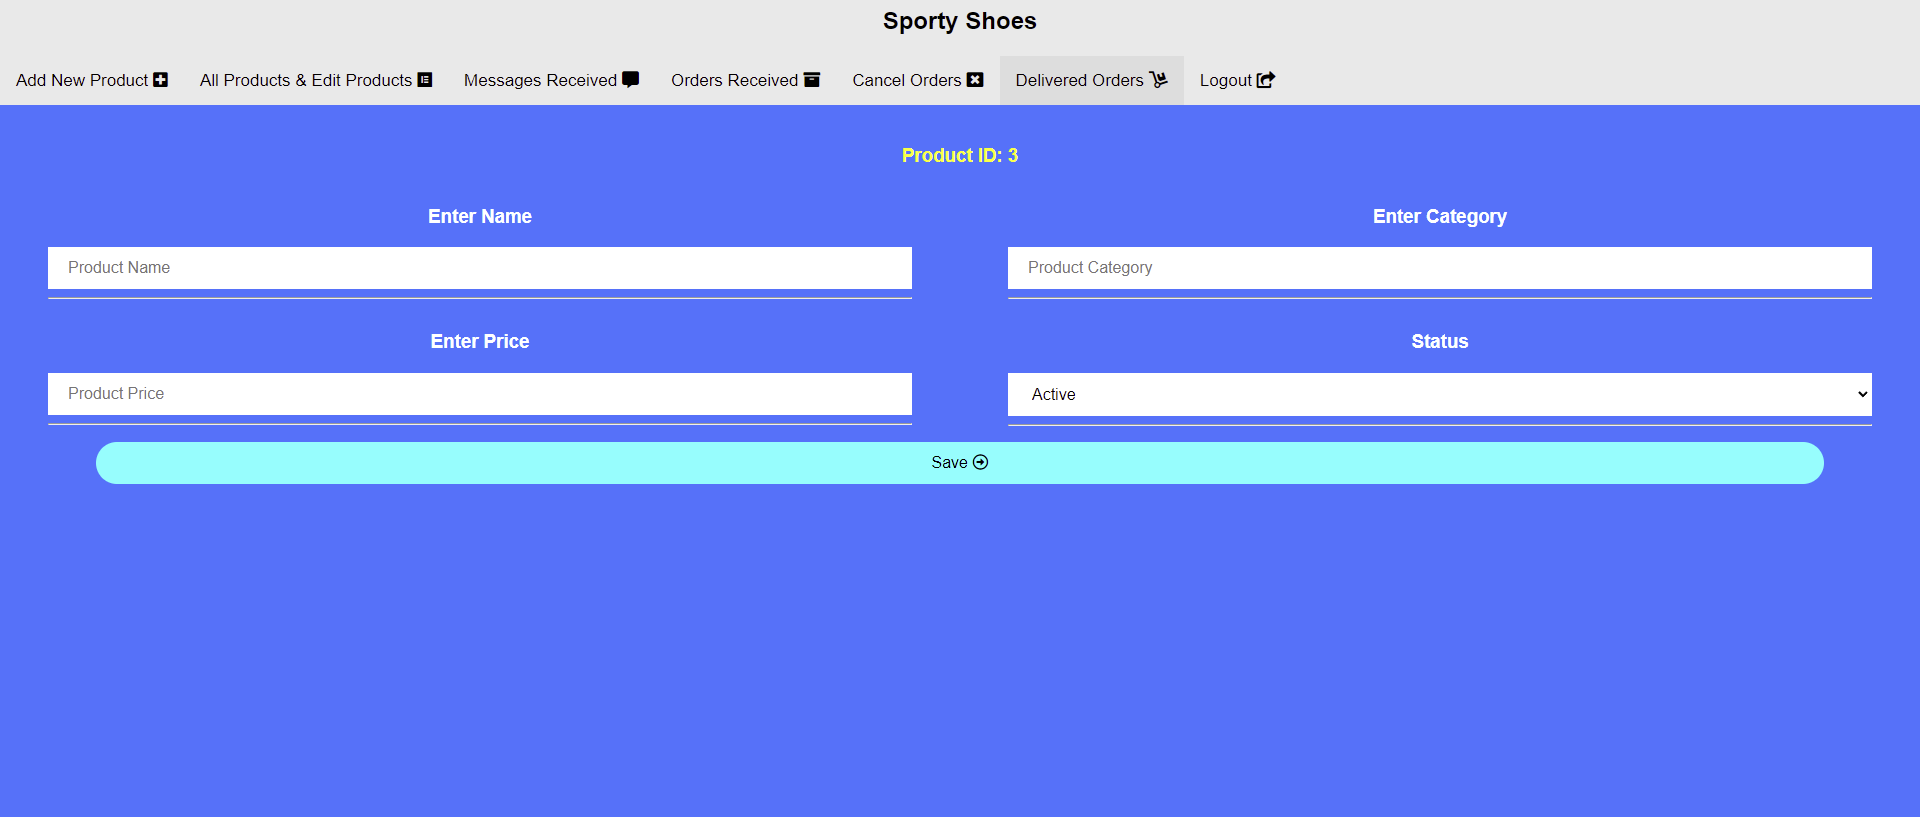 Sporty Shoes
Add New Product All Products & Edit Products Messages Received Orders Received Cancel Orders Delivered Orders Logout
Product ID: 3
Enter Name
Product Name
Enter Category
Product Category
Enter Price
Product Price
Status
Active
Save